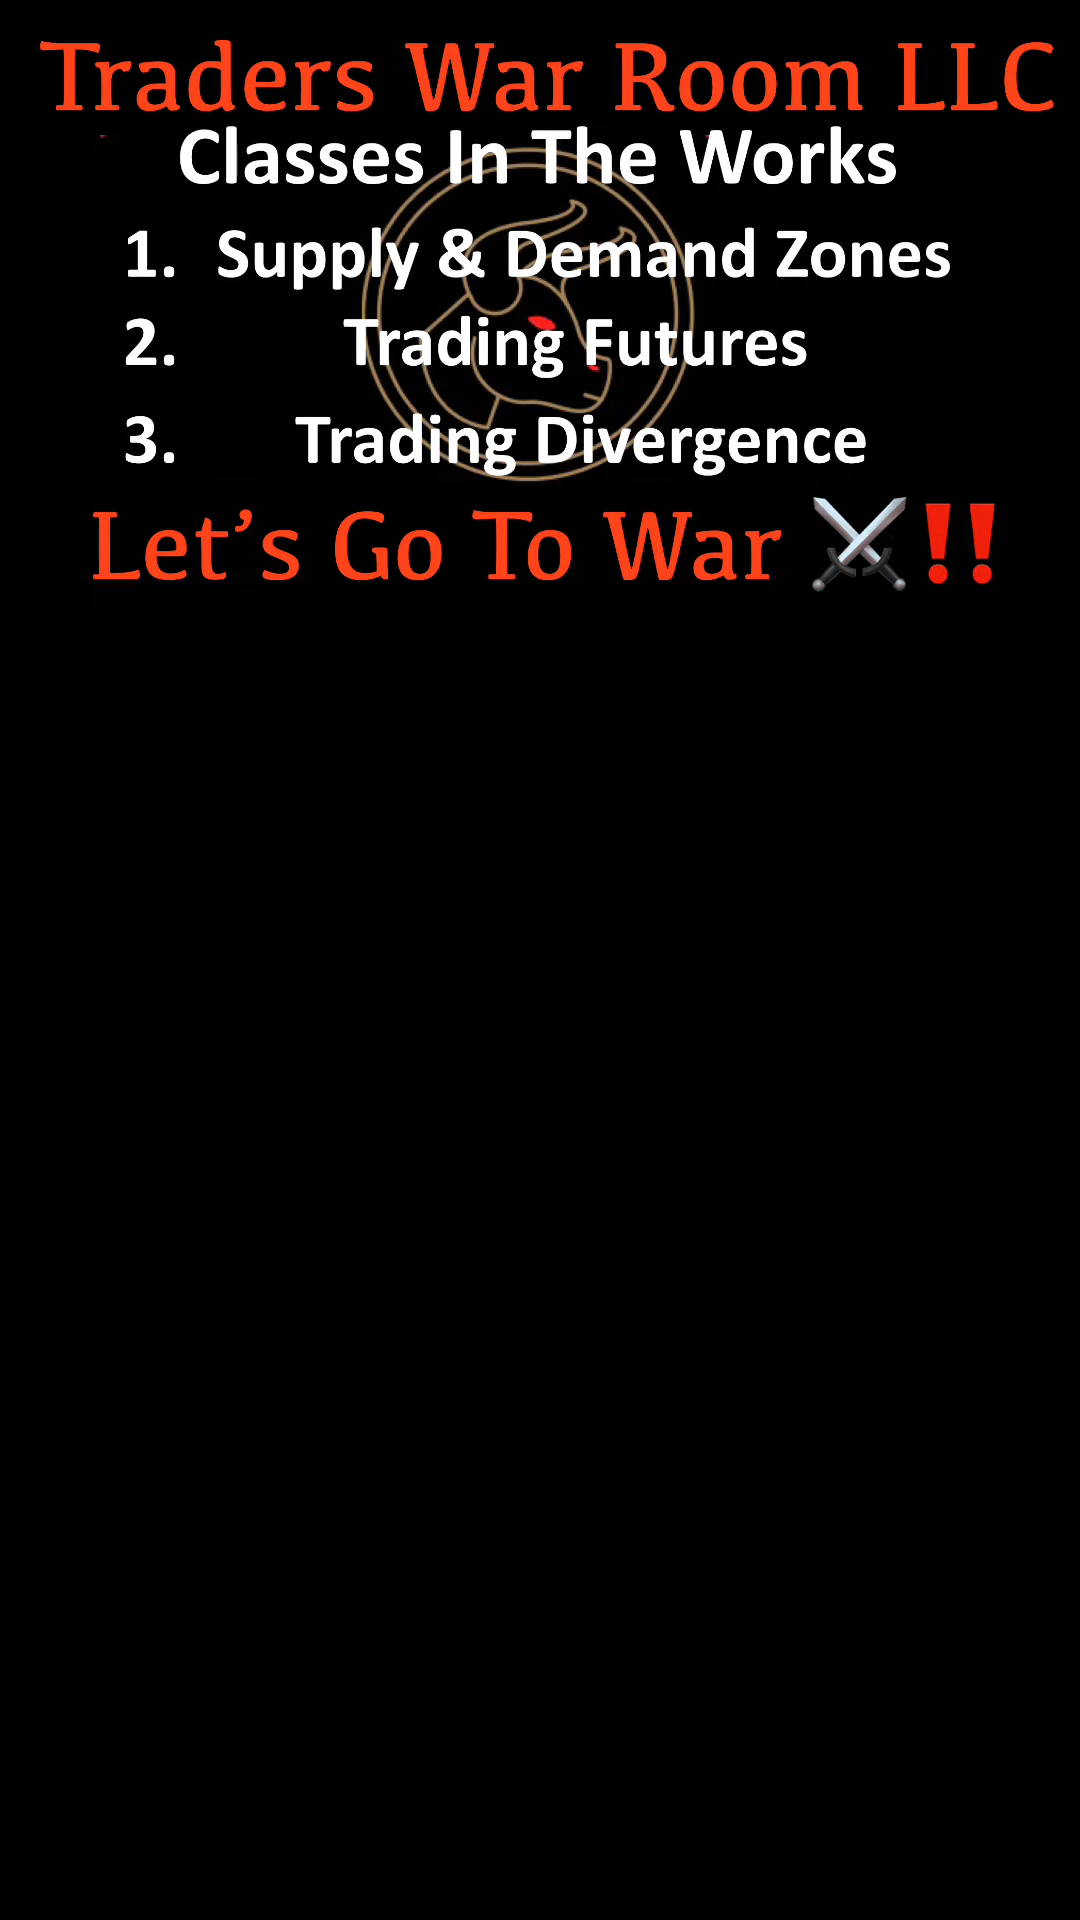 Traders War Room LLC
Classes In The Works
1. Supply & Demand Zones
2. Trading Futures
3. Trading Divergence
Let’s Go To War ⚔️‼️